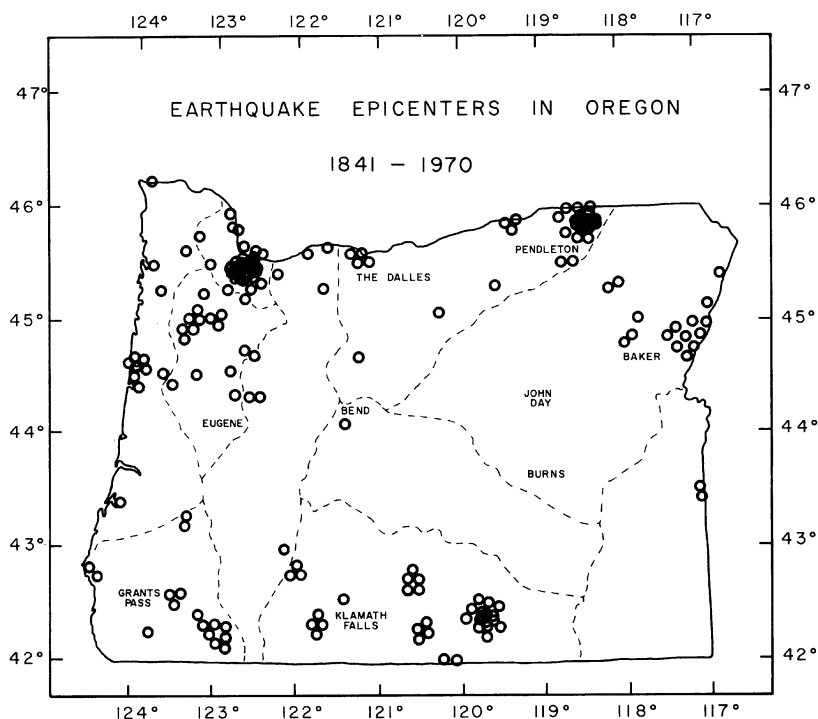 124° 123° 122° 121° 120° 119° 118° 117°
47° 47°
EARTHQUAKE EPICENTERS IN OREGON
1841 – 1970
46° 46°
PENDLETON
THE DALLES
45° 45°
BAKER
JOHN
DAY
BEND
EUGENE
44° 44°
BURNS
43° 43°
GRANTS
PASS
KLAMATH
FALLS
42° 42°
124° 123° 122° 121° 120° 119° 118° 117°